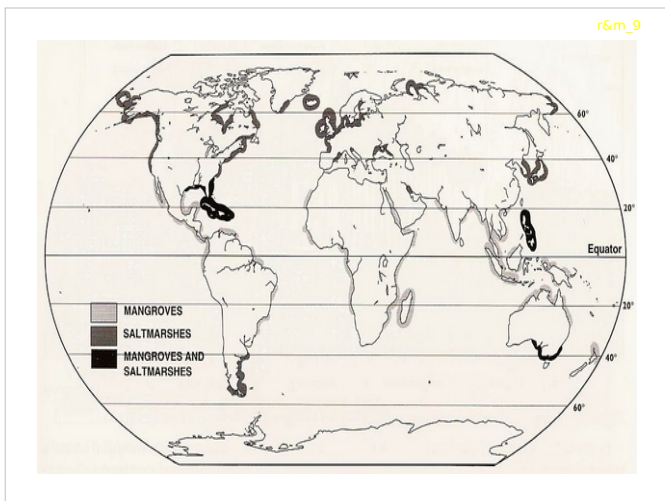 r&m_9
60°
40°
20°
Equator
20°
MANGROVES
SALTMARSHES
MANGROVES AND
SALTMARSHES
40°
60°